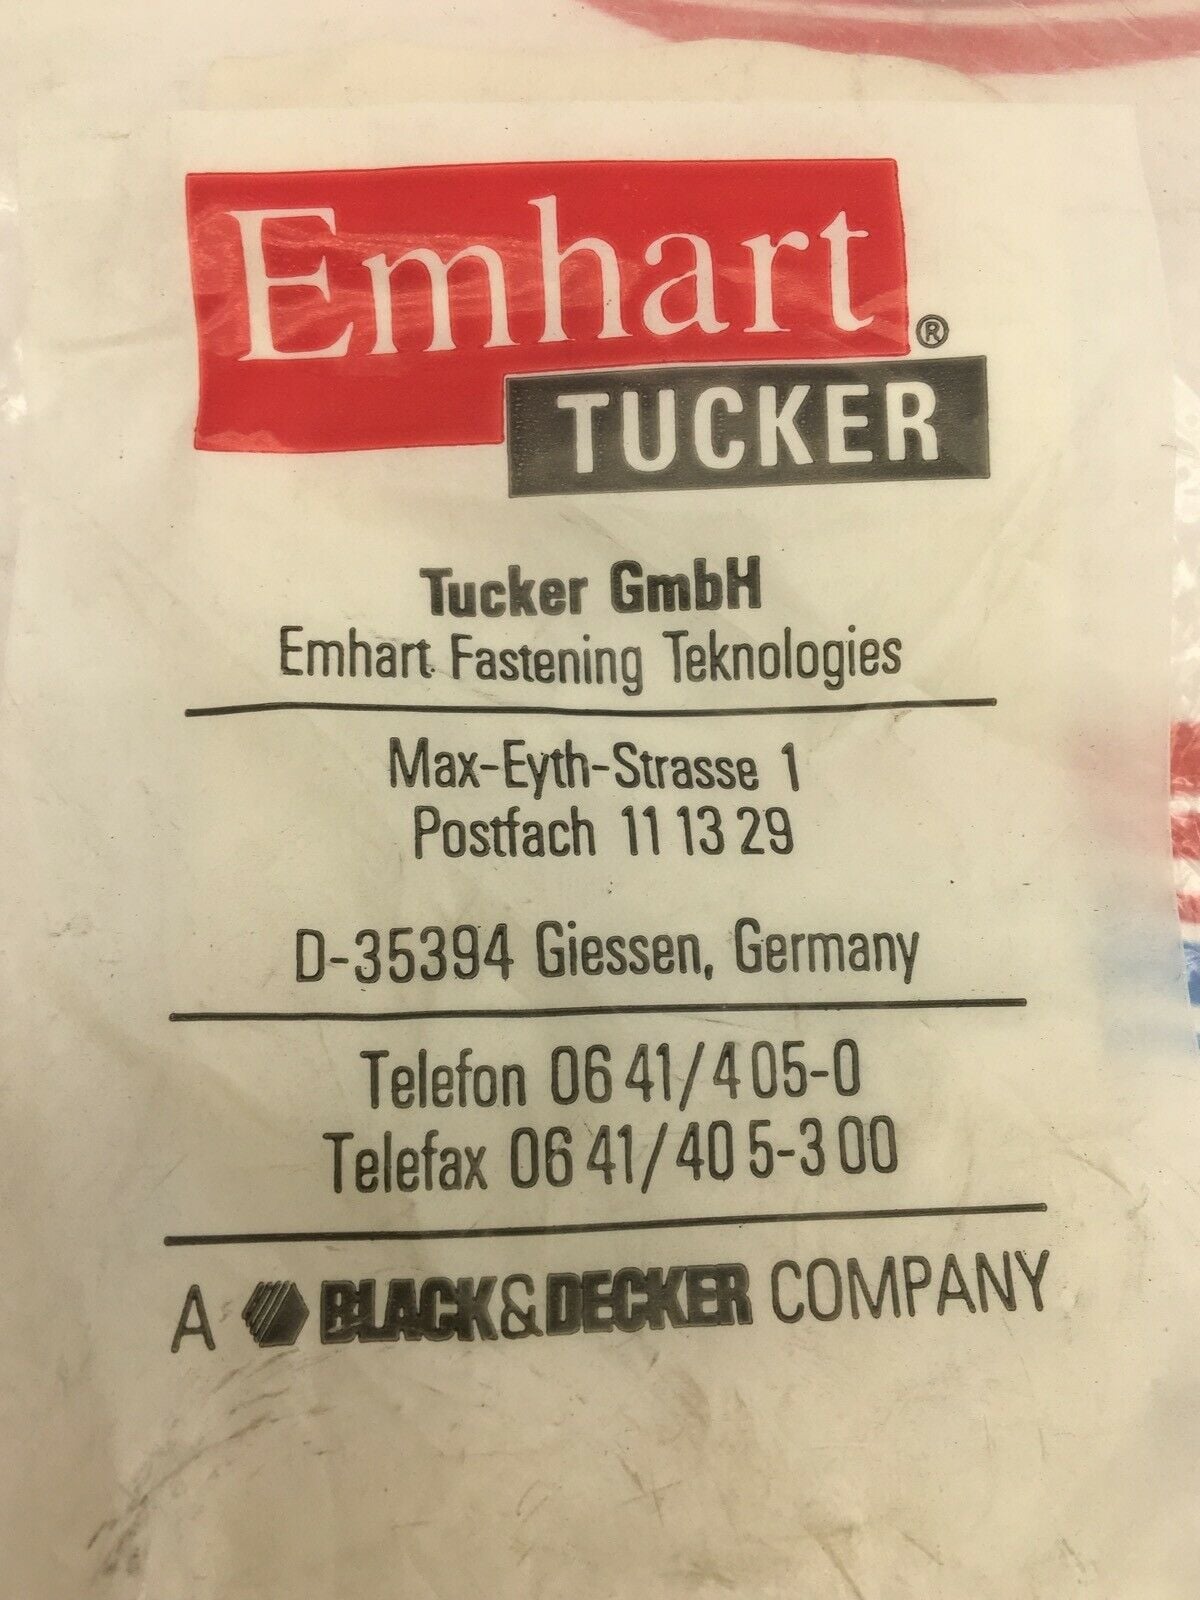 Emhart®
TUCKER
Tucker GmbH
Emhart Fastening Teknologies
Max-Eyth-Strasse 1
Postfach 11 13 29
D-35394 Giessen, Germany
Telefon 06 41/4 05-0
Telefax 06 41/40 5-3 00
A BLACK&DECKER COMPANY